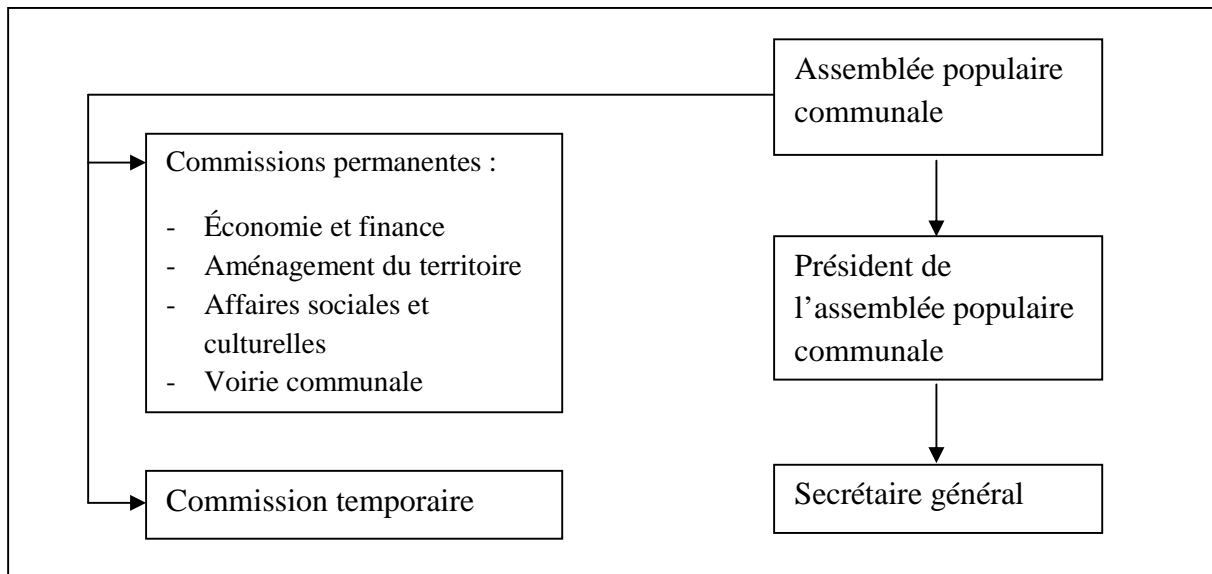 Assemblée populaire
communale
Commissions permanentes :
- Économie et finance
- Aménagement du territoire
- Affaires sociales et
culturelles
- Voirie communale
Président de
l’assemblée populaire
communale
Commission temporaire
Secrétaire général